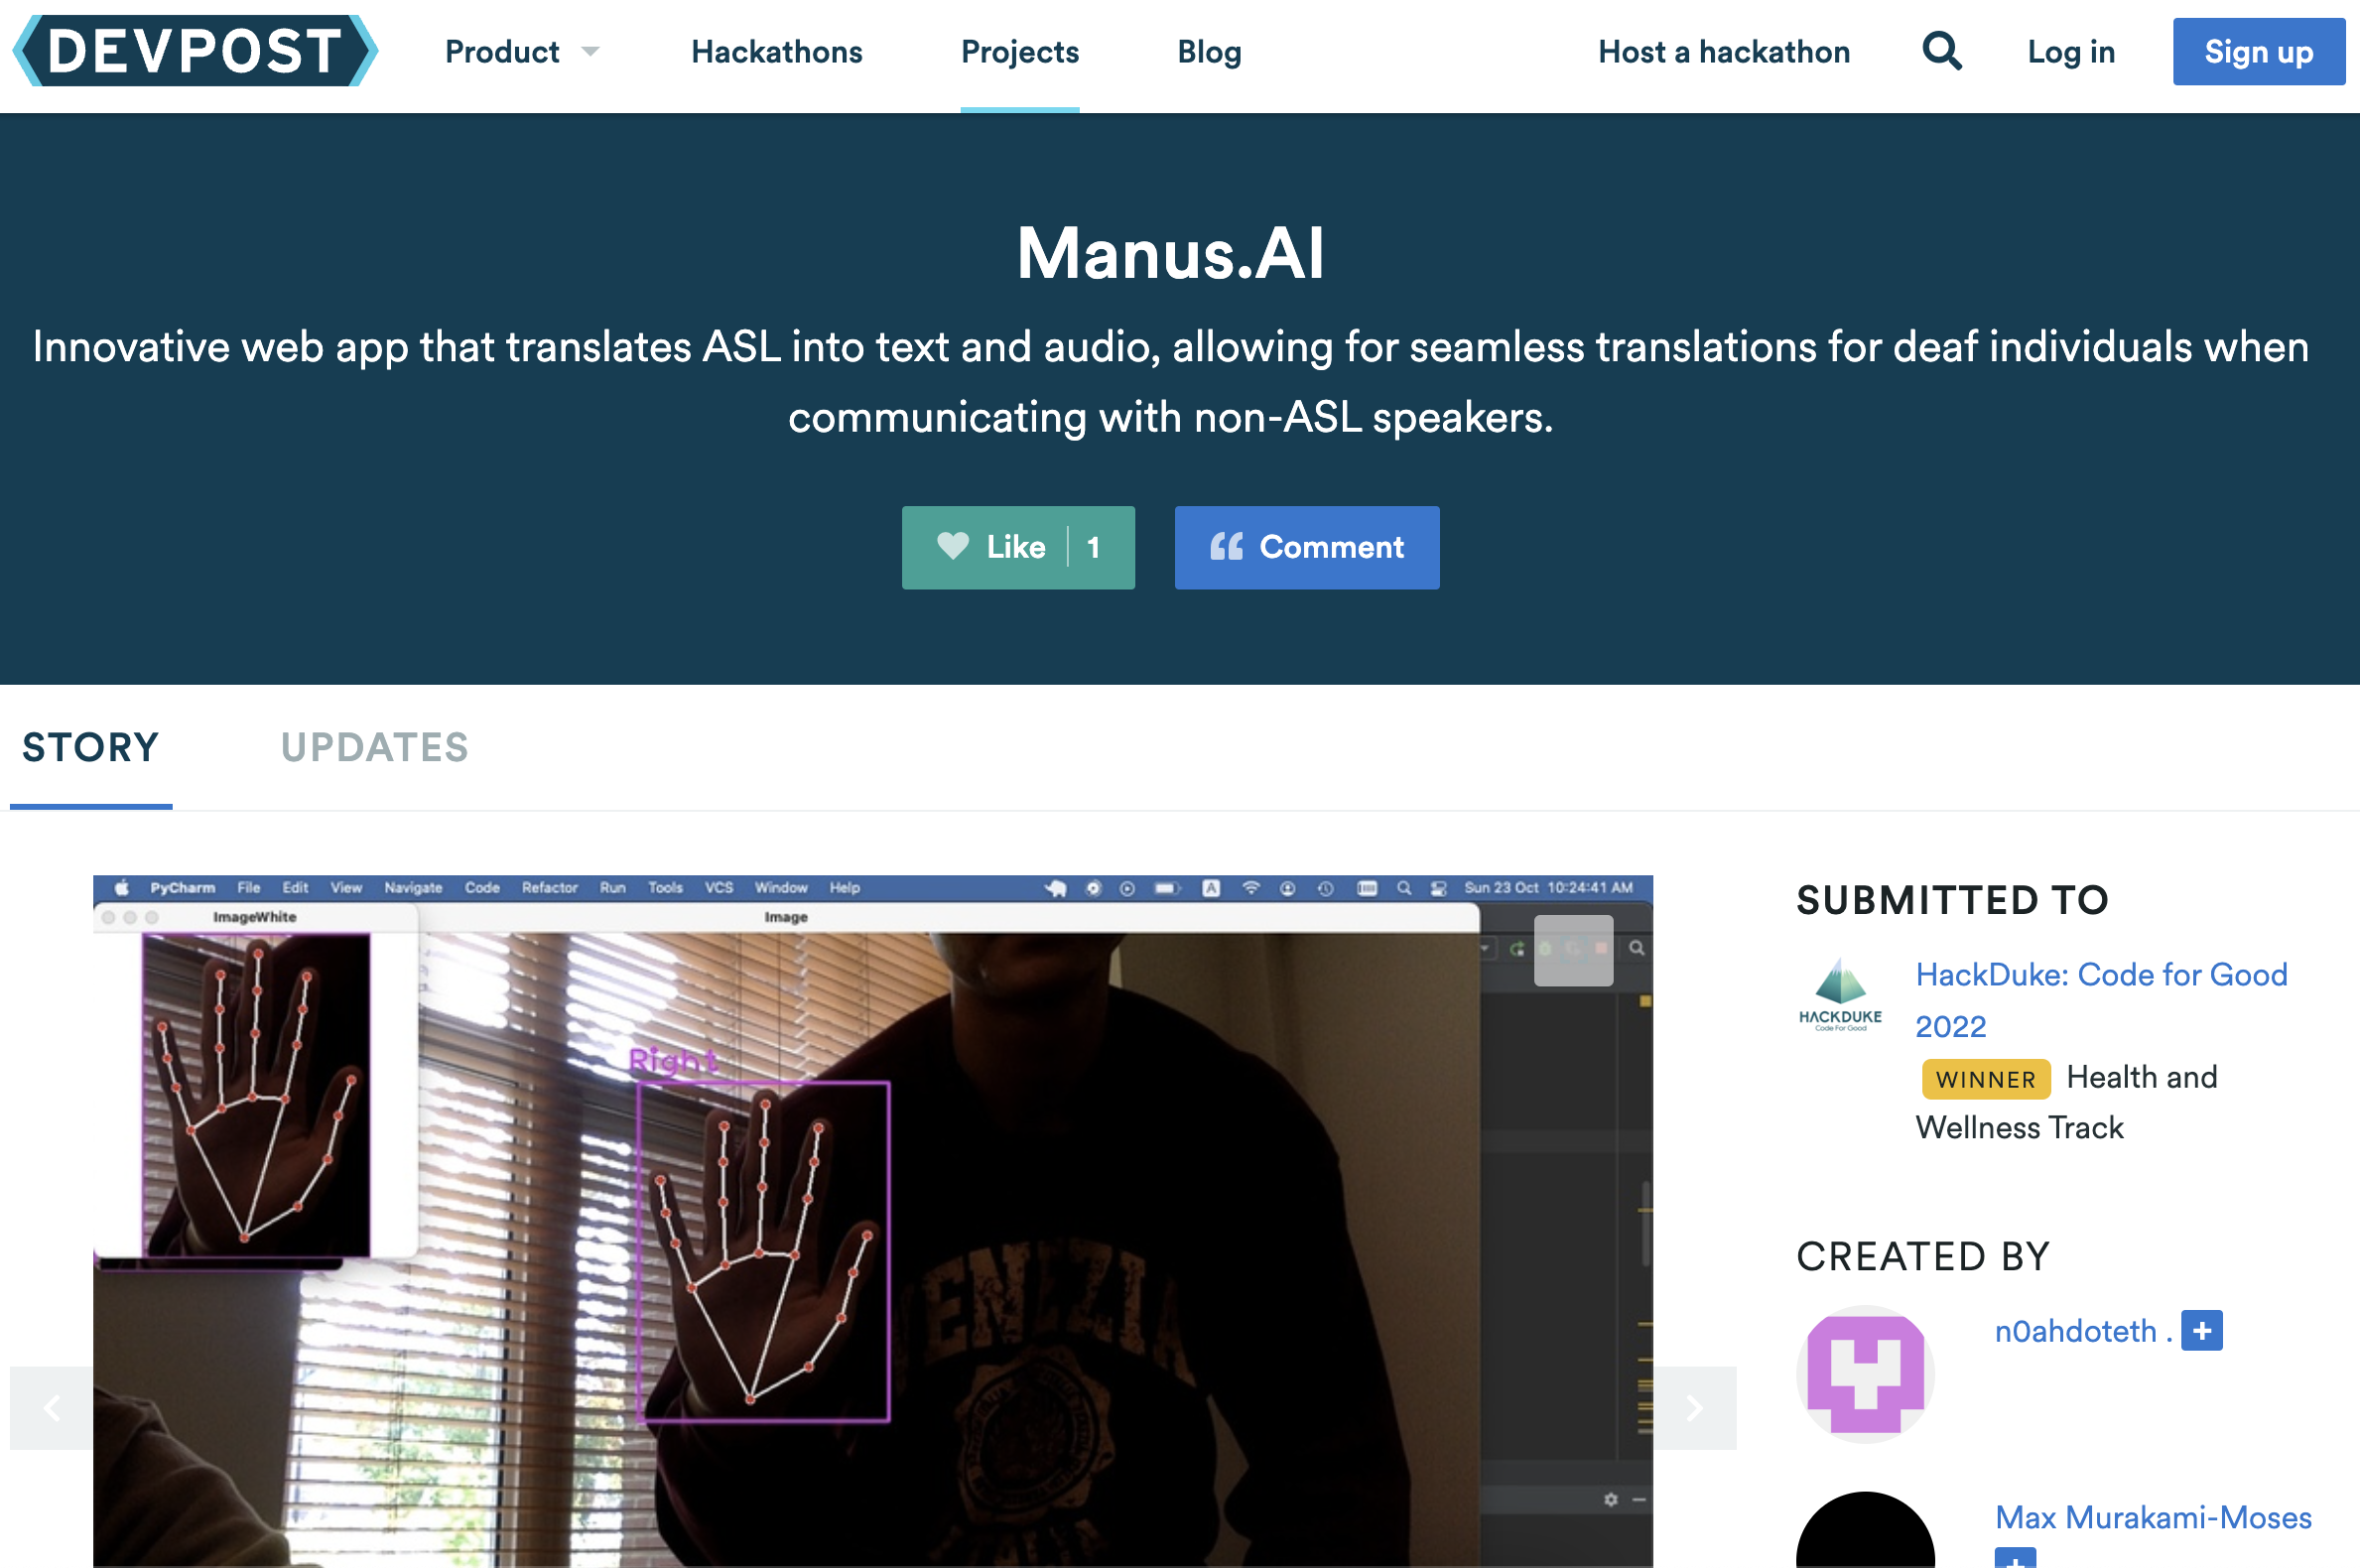 DEVPOST
Product
Hackathons
Projects
Blog
Host a hackathon
Log in
Sign up
Manus.AI
Innovative web app that translates ASL into text and audio, allowing for seamless translations for deaf individuals when
communicating with non-ASL speakers.
Like 1
Comment
STORY
UPDATES
PyCharm File Edit View Navigate Code Refactor Run Tools VCS Window Help
A
Sun 23 Oct 10:24:41 AM
ImageWhite
Image
Right
SUBMITTED TO
HACKDUKE
Code For Good
HackDuke: Code for Good
2022
WINNER Health and
Wellness Track
CREATED BY
n0ahdoteth . +
Max Murakami-Moses
+